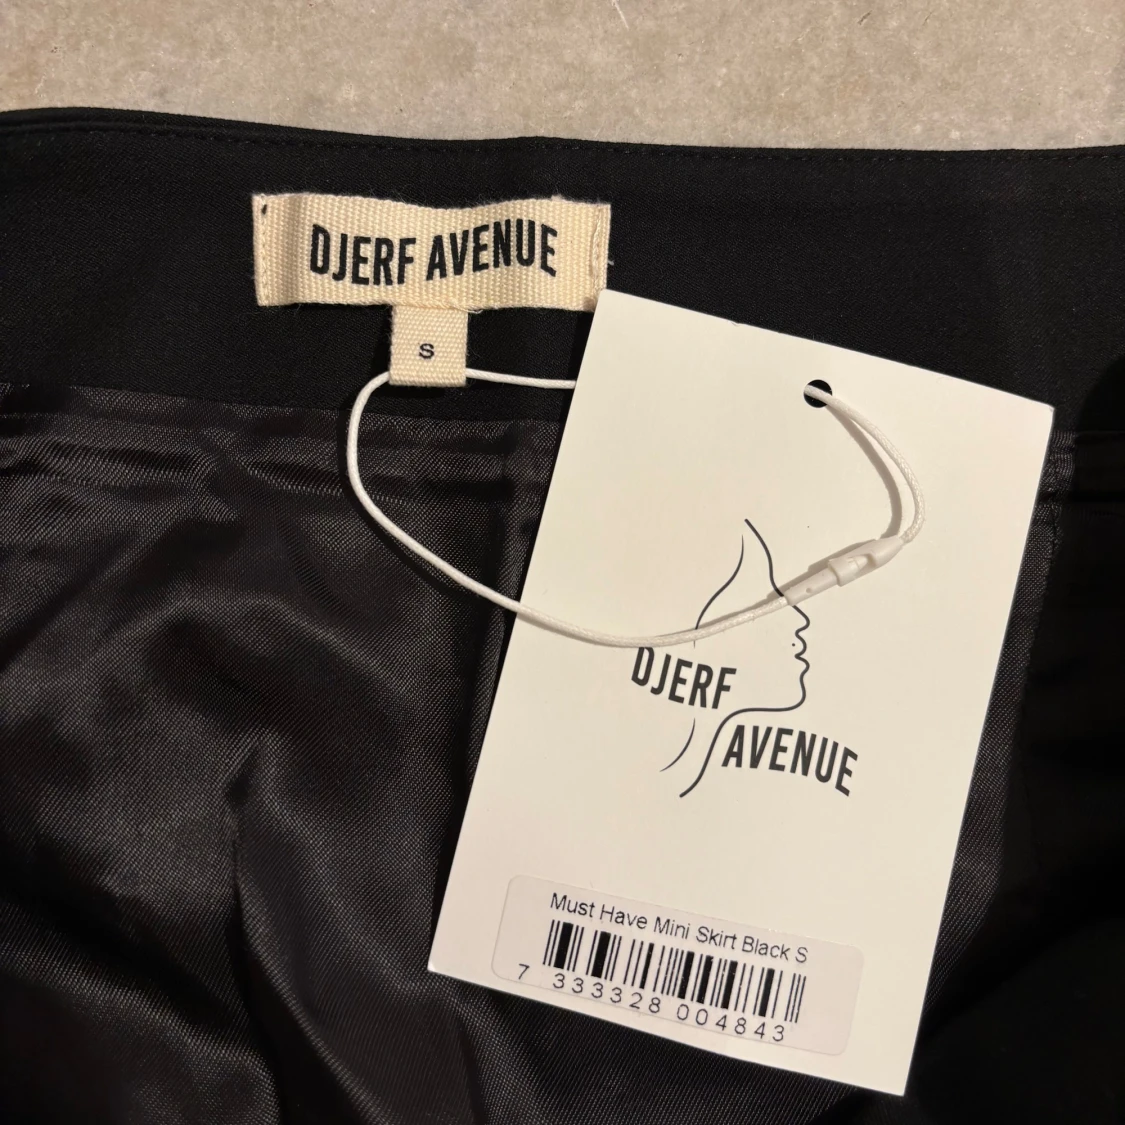 DJERF AVENUE
S
DJERF
AVENUE
Must Have Mini Skirt Black S
7 333328 004843